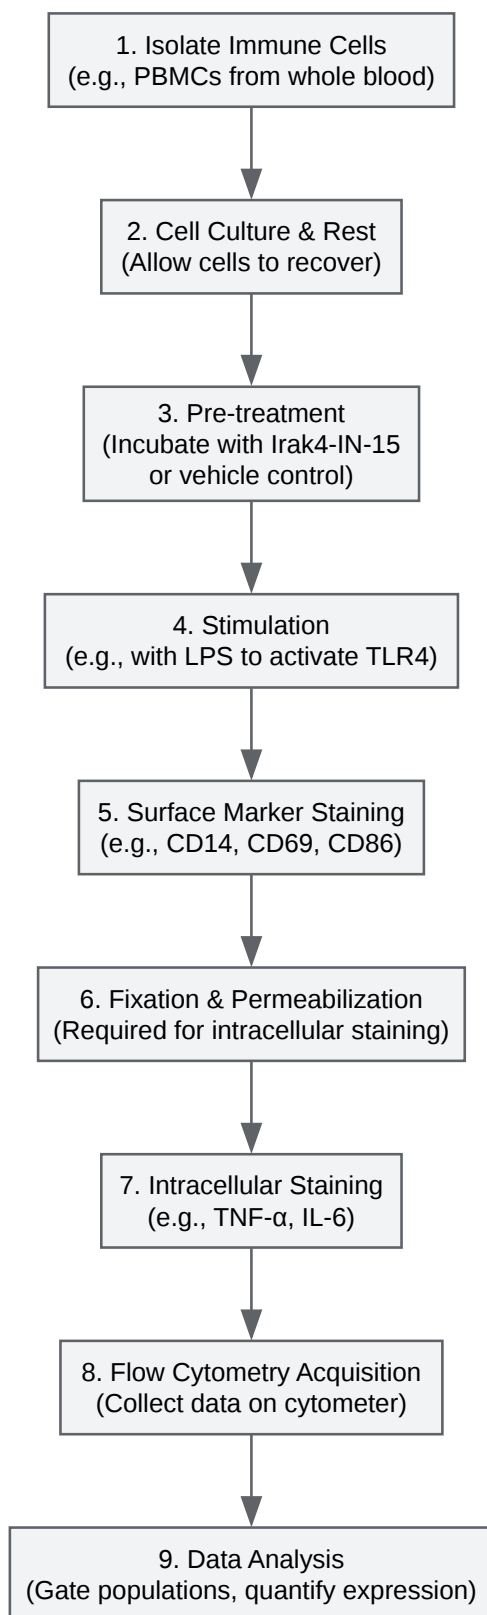 1. Isolate Immune Cells
(e.g., PBMCs from whole blood)
2. Cell Culture & Rest
(Allow cells to recover)
3. Pre-treatment
(Incubate with Irak4-IN-15
or vehicle control)
4. Stimulation
(e.g., with LPS to activate TLR4)
5. Surface Marker Staining
(e.g., CD14, CD69, CD86)
6. Fixation & Permeabilization
(Required for intracellular staining)
7. Intracellular Staining
(e.g., TNF-α, IL-6)
8. Flow Cytometry Acquisition
(Collect data on cytometer)
9. Data Analysis
(Gate populations, quantify expression)